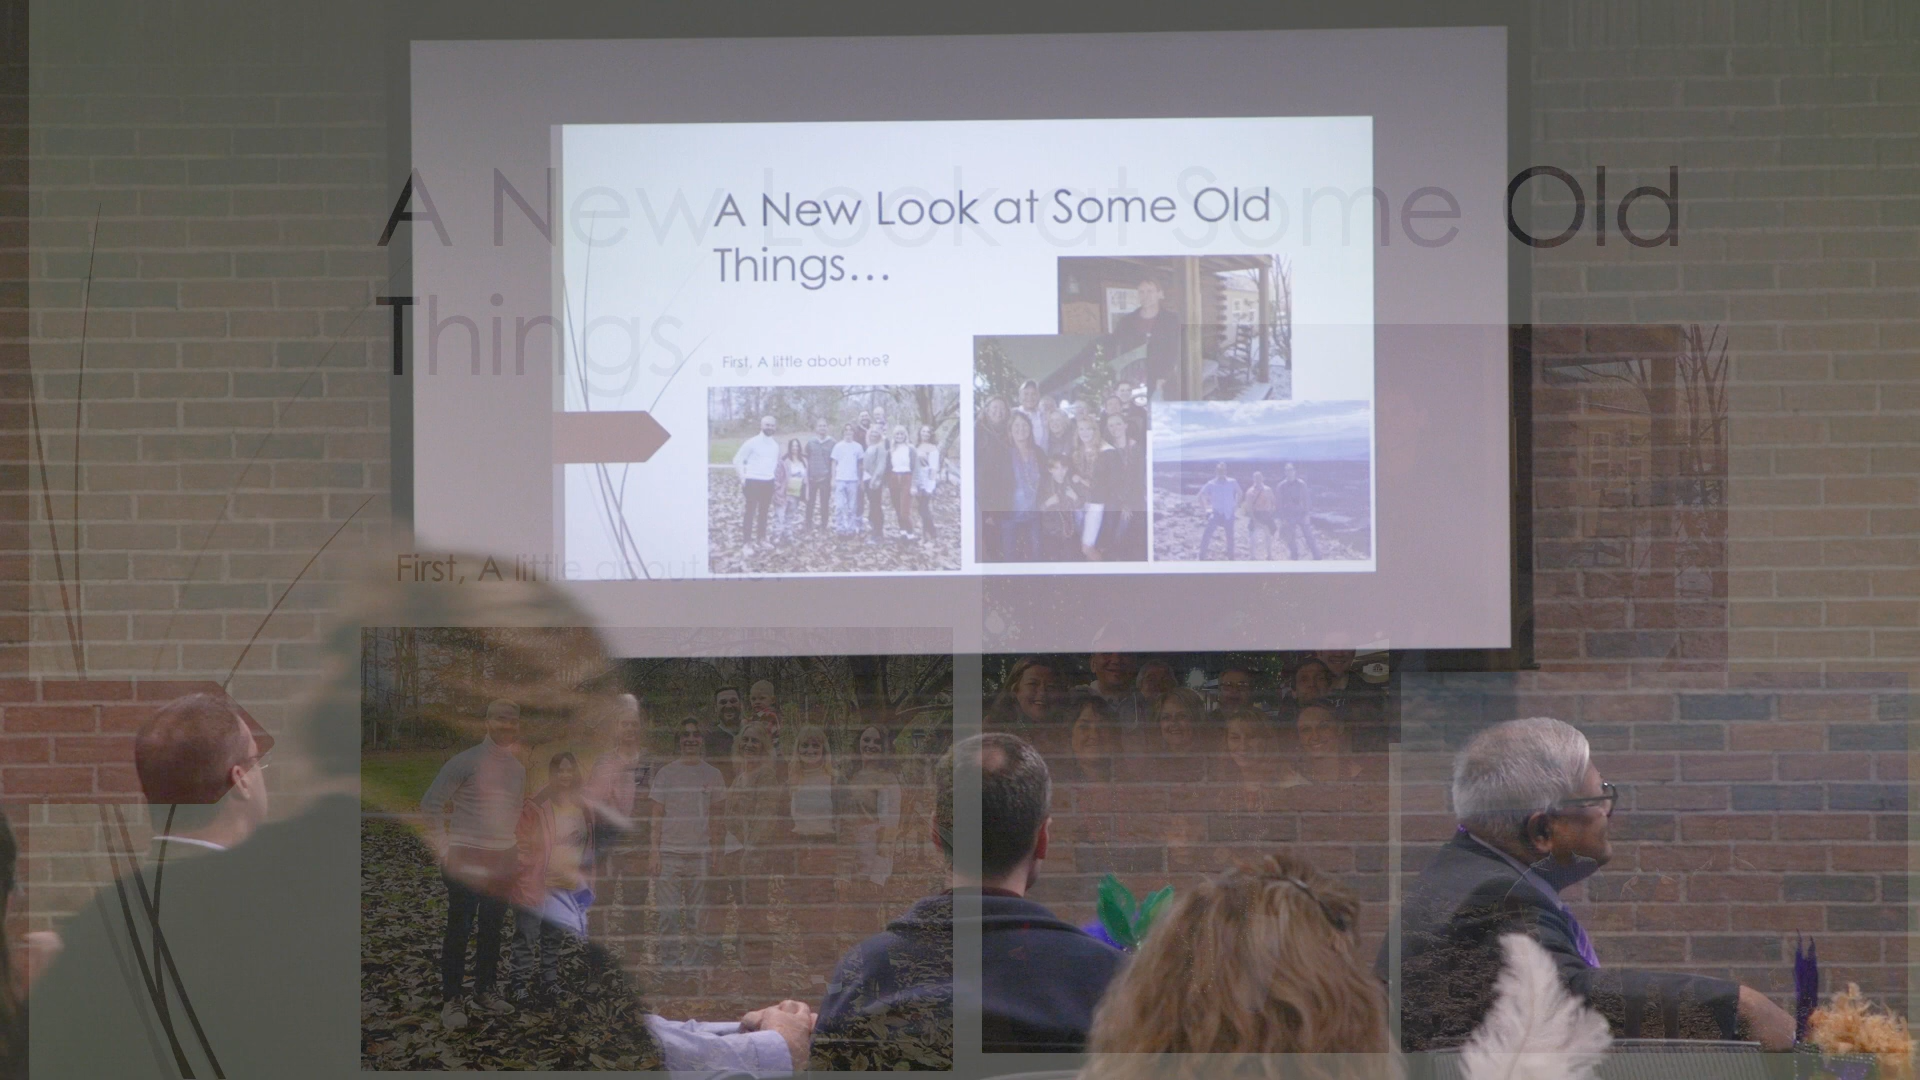 A New Look at Some Old
Things...
First, A little about me?
A New Look at Some Old
Things...
First, A little about me?